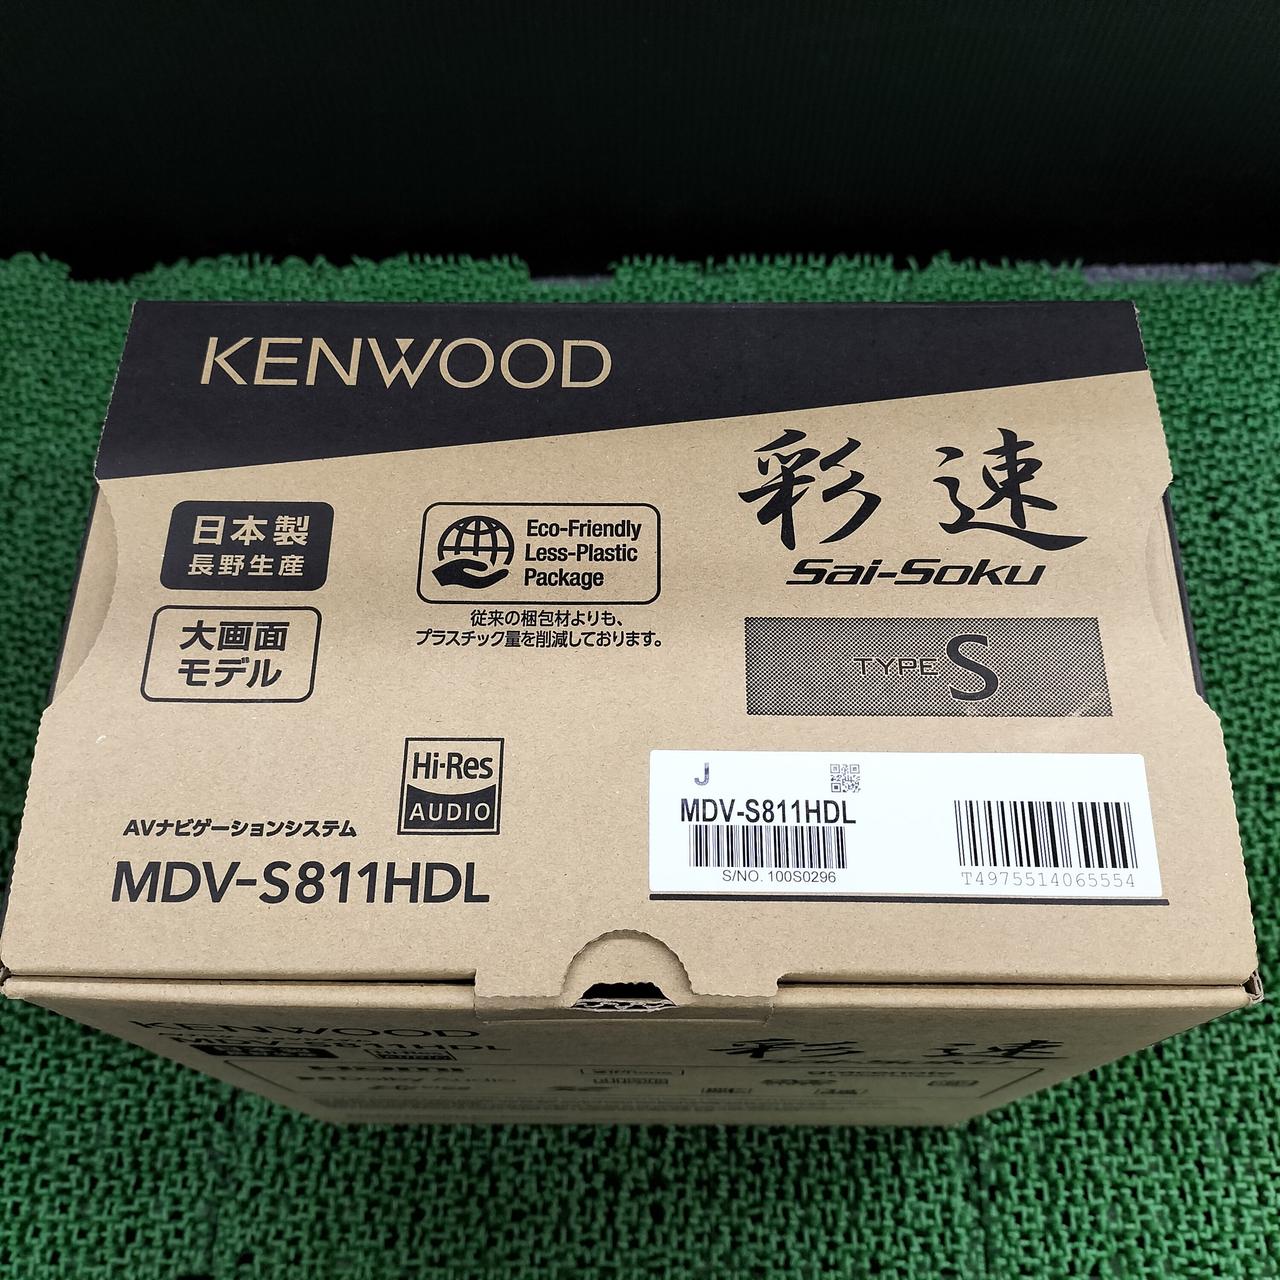 KENWOOD
彩速
Sai-Soku
TYPE S
日本製
長野生産
大画面
モデル
Eco-Friendly
Less-Plastic
Package
従来の梱包材よりも、
プラスチック量を削減しております。
Hi-Res
AUDIO
AVナビゲーションシステム
MDV-S811HDL
J
MDV-S811HDL
S/NO. 100S0296
T4975514065554
KENWOOD
MDV-S811HDL
彩速
Dolly Audio